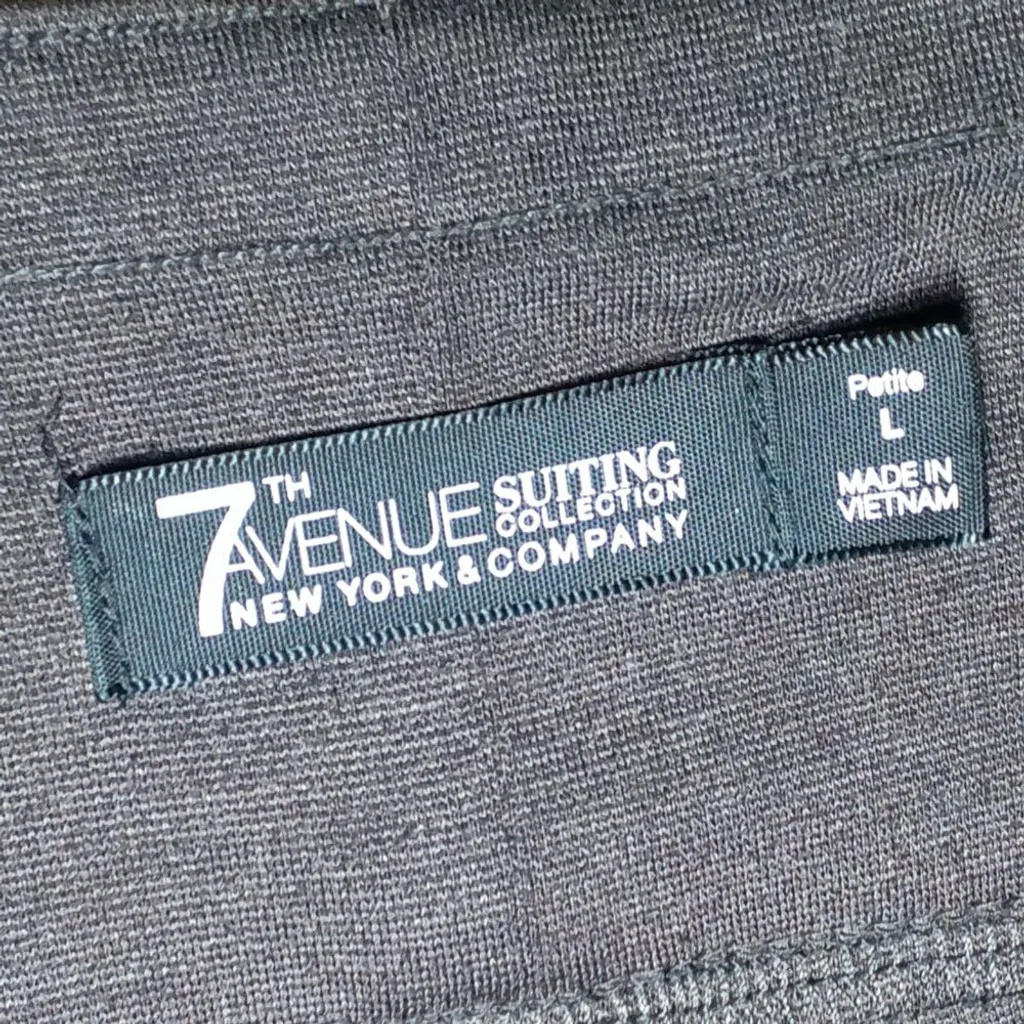 7TH AVENUE SUITING COLLECTION
NEW YORK & COMPANY
Petite
L
MADE IN
VIETNAM